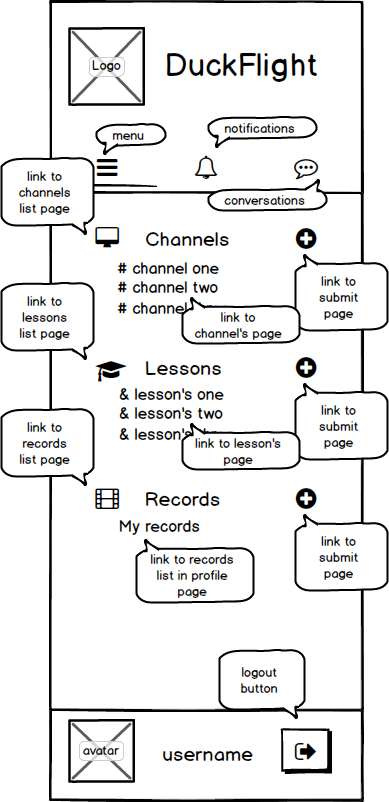 Logo
DuckFlight
menu
notifications
link to
channels
list page
conversations
Channels
# channel one
# channel two
# channel
link to
channel's page
link to
submit
page
link to
lessons
list page
Lessons
& lesson's one
& lesson's two
& lesson's
link to lesson's
page
link to
submit
page
link to
records
list page
Records
My records
link to records
list in profile
page
link to
submit
page
logout
button
avatar
username